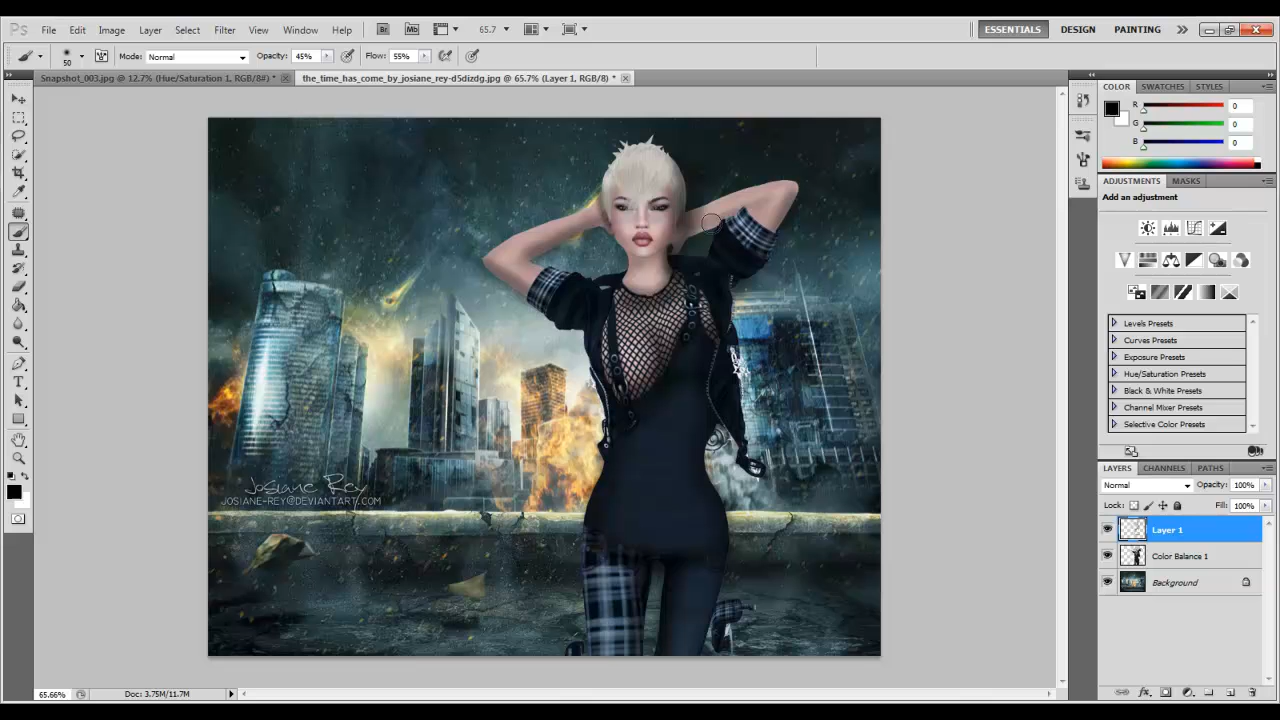 Ps File Edit Image Layer Select Filter View Window Help Br Mb 65.7 ESSENTIALS DESIGN PAINTING
50 Mode: Normal Opacity: 45% Flow: 55%
Snapshot_003.jpg @ 12.7% (Hue/Saturation 1, RGB/8#) * the_time_has_come_by_josiane_rey-d5dizdg.jpg @ 65.7% (Layer 1, RGB/8) *
COLOR SWATCHES STYLES
R 0
G 0
B 0
ADJUSTMENTS MASKS
Add an adjustment
Levels Presets
Curves Presets
Exposure Presets
Hue/Saturation Presets
Black & White Presets
Channel Mixer Presets
Selective Color Presets
LAYERS CHANNELS PATHS
Normal Opacity: 100%
Lock: Fill: 100%
Layer 1
Color Balance 1
Background
Josiane Rey
JOSIANE-REY@DEVIANTART.COM
65.66% Doc: 3.75M/11.7M